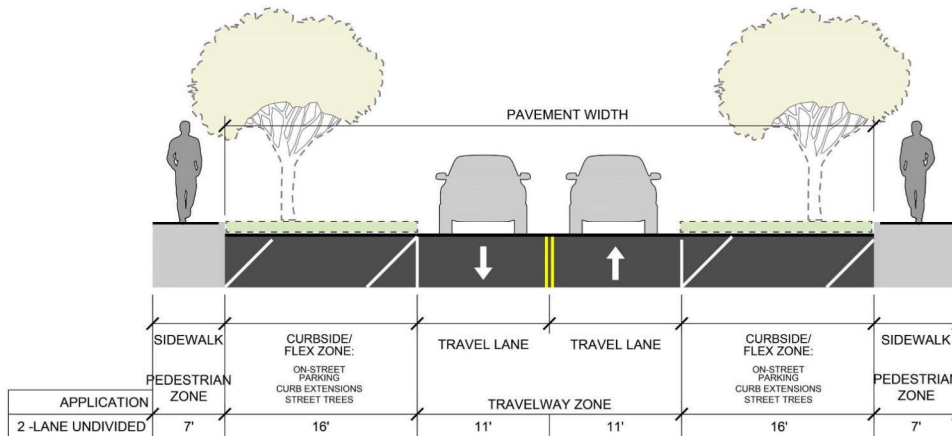 PAVEMENT WIDTH
SIDEWALK
PEDESTRIAN
ZONE
CURBSIDE/
FLEX ZONE:
ON-STREET
PARKING
CURB EXTENSIONS
STREET TREES
TRAVEL LANE
TRAVEL LANE
TRAVELWAY ZONE
CURBSIDE/
FLEX ZONE:
ON-STREET
PARKING
CURB EXTENSIONS
STREET TREES
SIDEWALK
PEDESTRIAN
ZONE
APPLICATION
2 -LANE UNDIVIDED 7' 16' 11' 11' 16' 7'